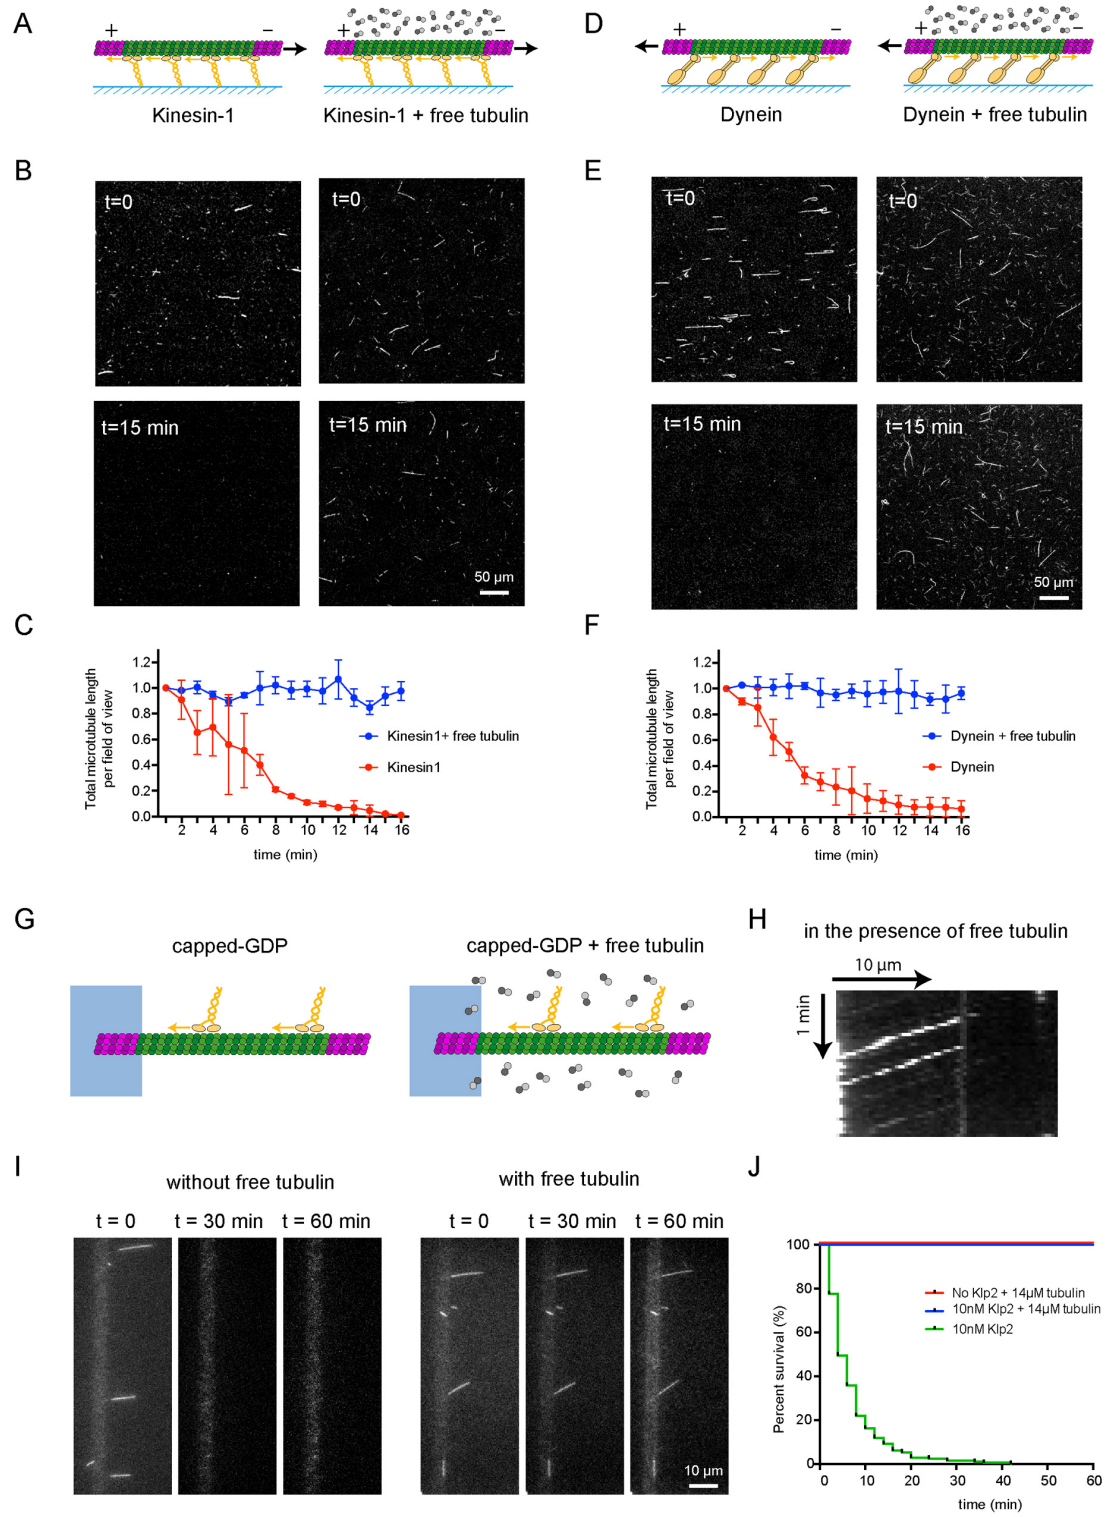 A
+
−
+
−
Kinesin-1
Kinesin-1 + free tubulin
D
+
−
+
−
Dynein
Dynein + free tubulin
B
t=0
t=0
t=15 min
t=15 min
50 µm
E
t=0
t=0
t=15 min
t=15 min
50 µm
C
Total microtubule length
per field of view
1.2
1.0
0.8
0.6
0.4
0.2
0.0
2 4 6 8 10 12 14 16
time (min)
Kinesin1+ free tubulin
Kinesin1
F
Total microtubule length
per field of view
1.2
1.0
0.8
0.6
0.4
0.2
0.0
2 4 6 8 10 12 14 16
time (min)
Dynein + free tubulin
Dynein
G
capped-GDP
capped-GDP + free tubulin
H
in the presence of free tubulin
10 µm
1 min
I
without free tubulin
t = 0 t = 30 min t = 60 min
with free tubulin
t = 0 t = 30 min t = 60 min
10 µm
J
Percent survival (%)
100
80
60
40
20
0
0 10 20 30 40 50 60
time (min)
No Klp2 + 14µM tubulin
10nM Klp2 + 14µM tubulin
10nM Klp2